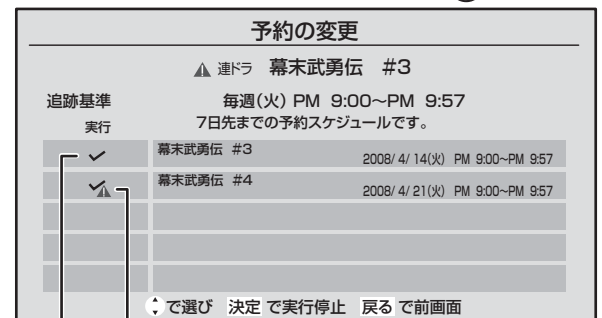 予約の変更
連ドラ 幕末武勇伝 #3
追跡基準 毎週(火) PM 9:00～PM 9:57
実行 7日先までの予約スケジュールです。
幕末武勇伝 #3 2008/ 4/ 14(火) PM 9:00～PM 9:57
幕末武勇伝 #4 2008/ 4/ 21(火) PM 9:00～PM 9:57
で選び 決定 で実行停止 戻る で前画面